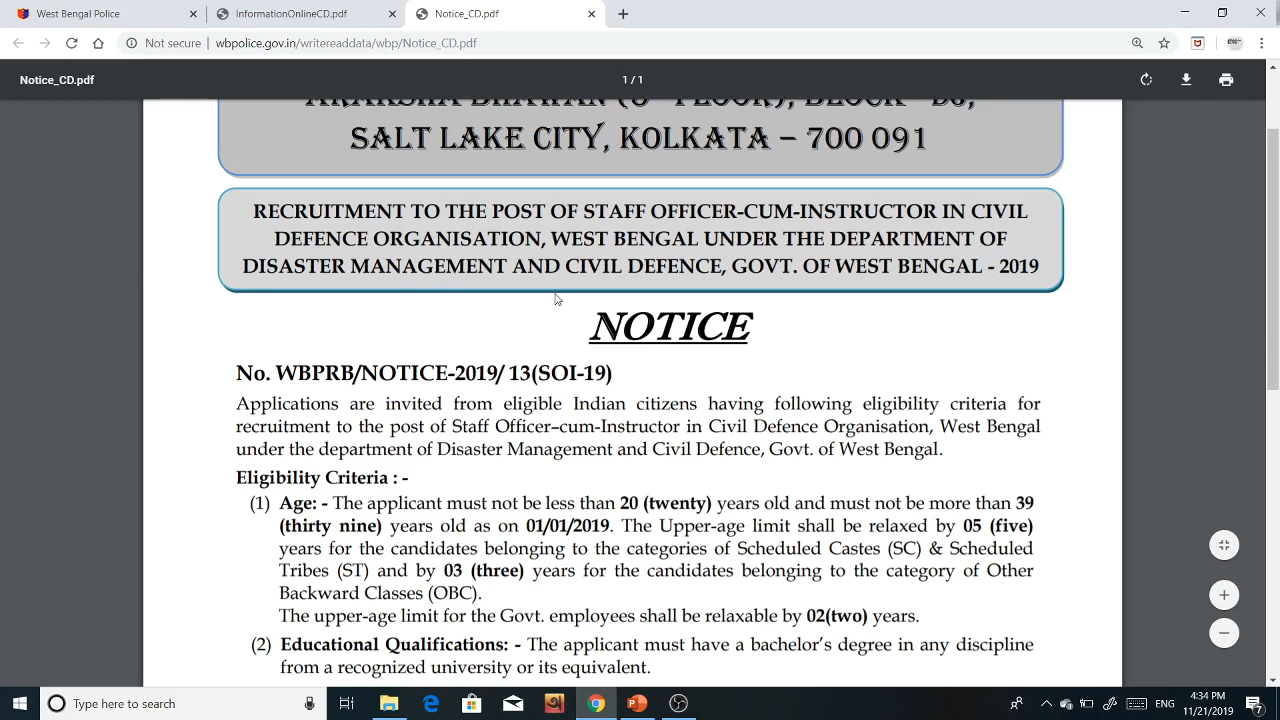 West Bengal Police
InformationOnlineCD.pdf
Notice_CD.pdf
Not secure
wbpolice.gov.in/writereaddata/wbp/Notice_CD.pdf
Notice_CD.pdf
1 / 1
SALT LAKE CITY, KOLKATA – 700 091
RECRUITMENT TO THE POST OF STAFF OFFICER-CUM-INSTRUCTOR IN CIVIL
DEFENCE ORGANISATION, WEST BENGAL UNDER THE DEPARTMENT OF
DISASTER MANAGEMENT AND CIVIL DEFENCE, GOVT. OF WEST BENGAL - 2019
NOTICE
No. WBPRB/NOTICE-2019/ 13(SOI-19)
Applications are invited from eligible Indian citizens having following eligibility criteria for
recruitment to the post of Staff Officer–cum-Instructor in Civil Defence Organisation, West Bengal
under the department of Disaster Management and Civil Defence, Govt. of West Bengal.
Eligibility Criteria : -
(1) Age: - The applicant must not be less than 20 (twenty) years old and must not be more than 39
(thirty nine) years old as on 01/01/2019. The Upper-age limit shall be relaxed by 05 (five)
years for the candidates belonging to the categories of Scheduled Castes (SC) & Scheduled
Tribes (ST) and by 03 (three) years for the candidates belonging to the category of Other
Backward Classes (OBC).
The upper-age limit for the Govt. employees shall be relaxable by 02(two) years.
(2) Educational Qualifications: - The applicant must have a bachelor's degree in any discipline
from a recognized university or its equivalent.
Type here to search
ENG
4:34 PM
11/21/2019
7